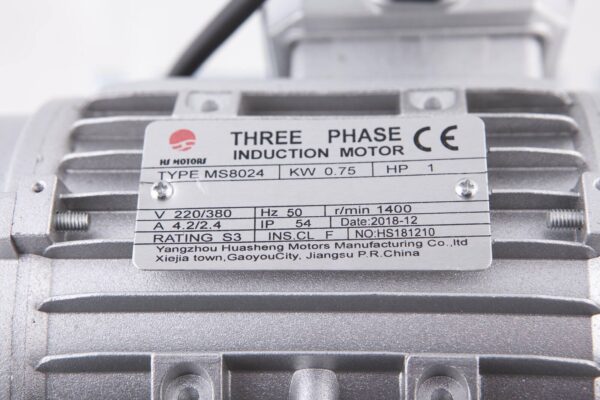 THREE PHASE CE
INDUCTION MOTOR
HS MOTORS
TYPE MS8024 KW 0.75 HP 1
V 220/380 Hz 50 r/min 1400
A 4.2/2.4 IP 54 Date:2018-12
RATING S3 INS.CL F NO:HS181210
Yangzhou Huasheng Motors Manufacturing Co.,ltd
Xiejia town,GaoyouCity, Jiangsu P.R.China